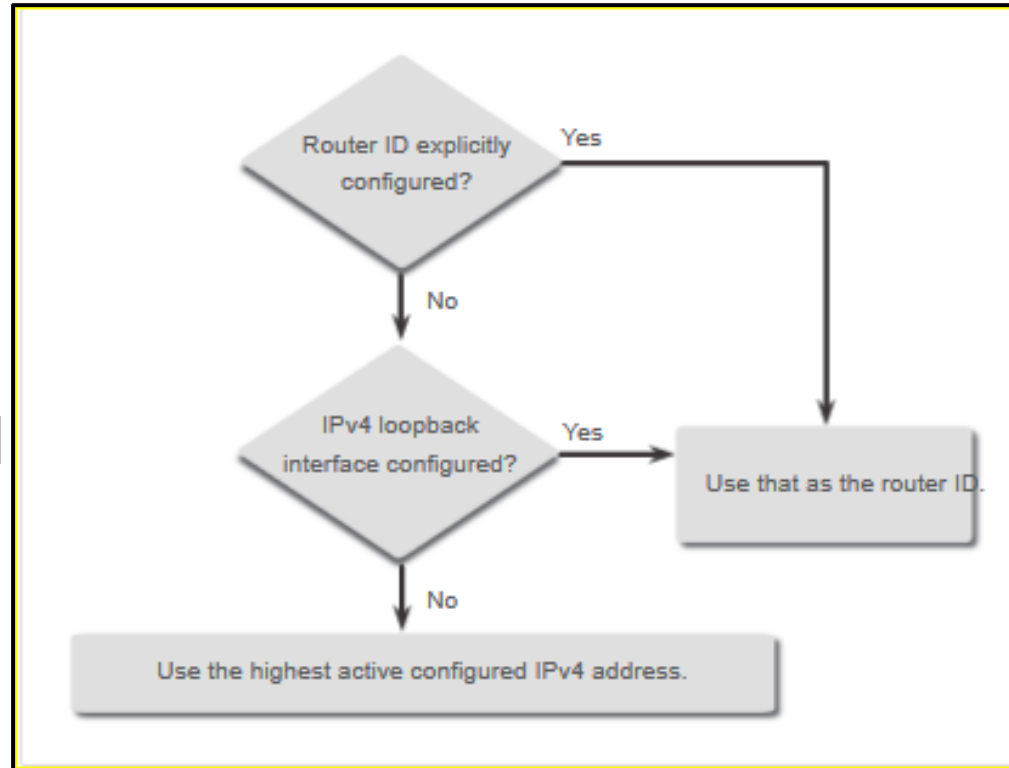 Router ID explicitly
configured?
Yes
No
IPv4 loopback
interface configured?
Yes
Use that as the router ID.
No
Use the highest active configured IPv4 address.